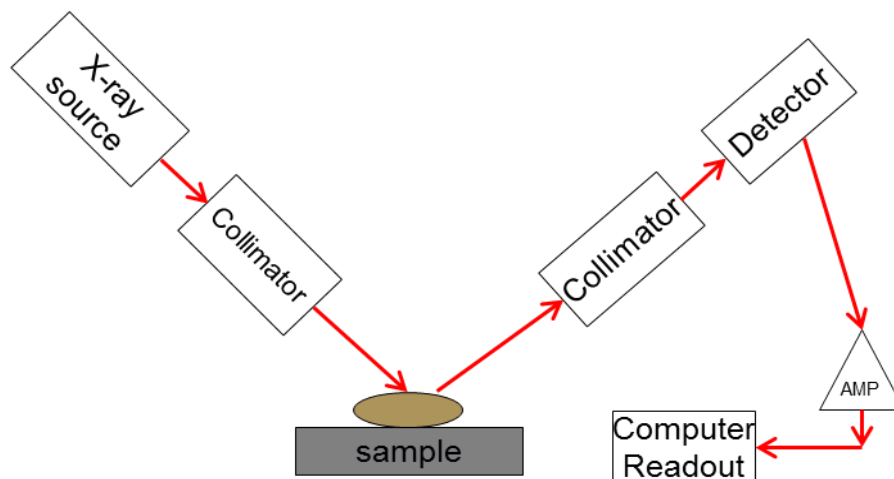 X-ray
source
Collimator
sample
Collimator
Detector
AMP
Computer
Readout